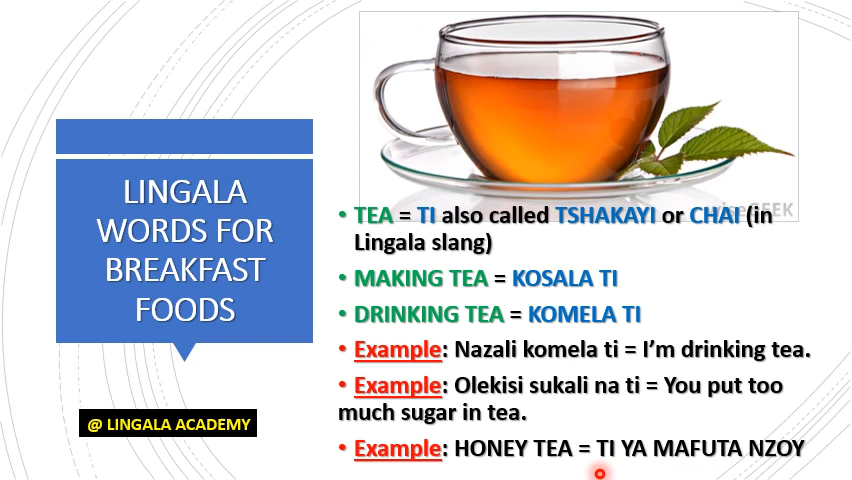 LINGALA
WORDS FOR
BREAKFAST
FOODS
@ LINGALA ACADEMY
• TEA = TI also called TSHAKAYI or CHAI (in
Lingala slang)
• MAKING TEA = KOSALA TI
• DRINKING TEA = KOMELA TI
• Example: Nazali komela ti = I’m drinking tea.
• Example: Olekisi sukali na ti = You put too
much sugar in tea.
• Example: HONEY TEA = TI YA MAFUTA NZOY